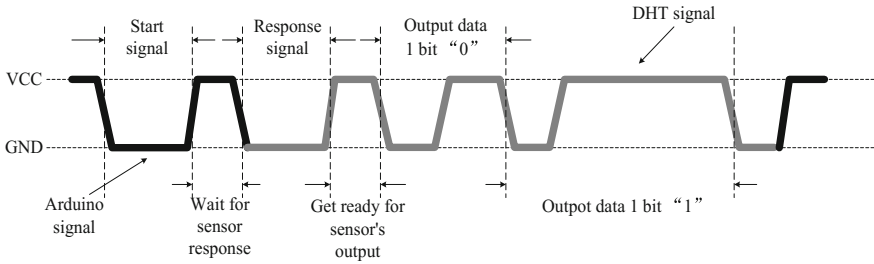 Start
signal
Response
signal
Output data
1 bit “0”
DHT signal
VCC
GND
Arduino
signal
Wait for
sensor
response
Get ready for
sensor's
output
Outpot data 1 bit “1”